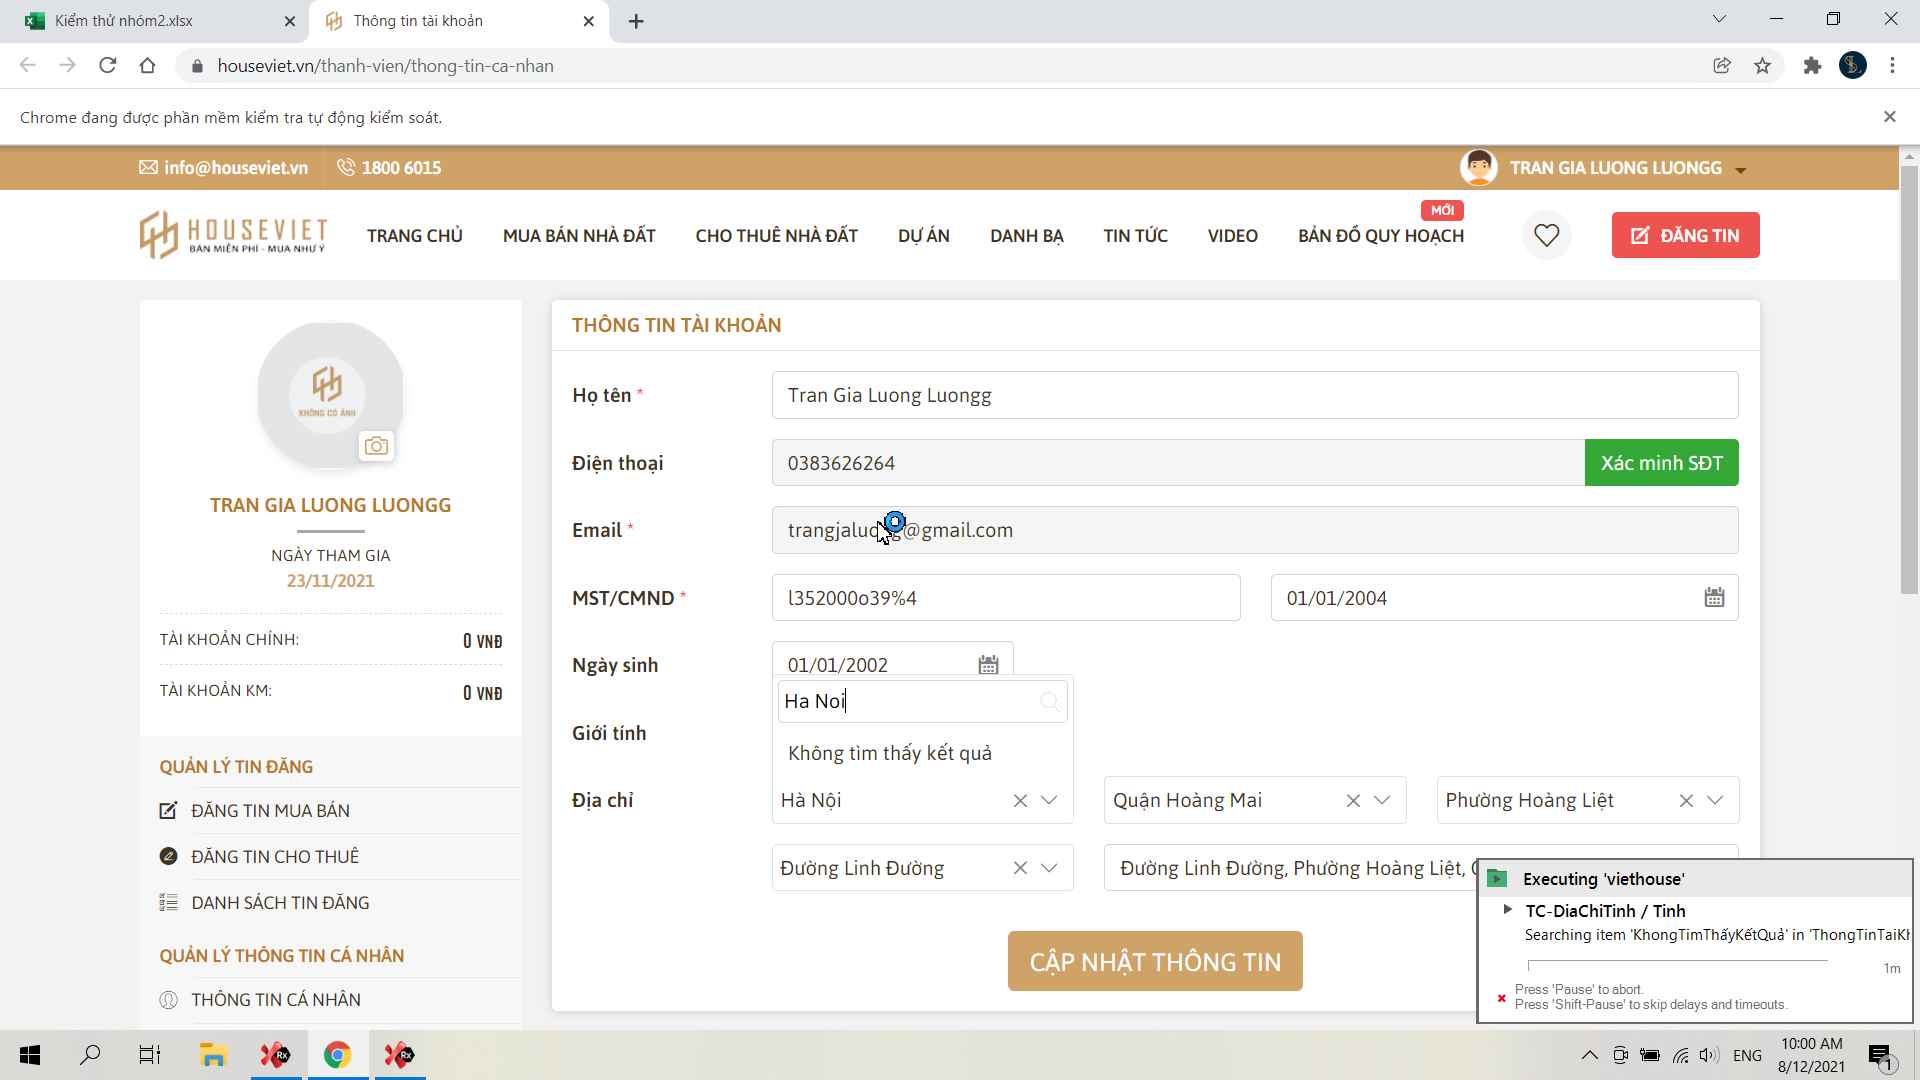 Kiểm thử nhóm2.xlsx
Thông tin tài khoản
houseviet.vn/thanh-vien/thong-tin-ca-nhan
Chrome đang được phần mềm kiểm tra tự động kiểm soát.
info@houseviet.vn 1800 6015
TRAN GIA LUONG LUONGG
HOUSEVIET
BÁN MIỄN PHÍ - MUA NHƯ Ý
TRANG CHỦ MUA BÁN NHÀ ĐẤT CHO THUÊ NHÀ ĐẤT DỰ ÁN DANH BẠ TIN TỨC VIDEO BẢN ĐỒ QUY HOẠCH
MỚI
ĐĂNG TIN
KHÔNG CÓ ẢNH
TRAN GIA LUONG LUONGG
NGÀY THAM GIA
23/11/2021
TÀI KHOẢN CHÍNH: 0 VNĐ
TÀI KHOẢN KM: 0 VNĐ
QUẢN LÝ TIN ĐĂNG
ĐĂNG TIN MUA BÁN
ĐĂNG TIN CHO THUÊ
DANH SÁCH TIN ĐĂNG
QUẢN LÝ THÔNG TIN CÁ NHÂN
THÔNG TIN CÁ NHÂN
THÔNG TIN TÀI KHOẢN
Họ tên * Tran Gia Luong Luongg
Điện thoại 0383626264 Xác minh SĐT
Email * trangjaluong@gmail.com
MST/CMND * l352000o39%4 01/01/2004
Ngày sinh 01/01/2002
Ha Noi
Giới tính
Không tìm thấy kết quả
Địa chỉ Hà Nội Quận Hoàng Mai Phường Hoàng Liệt
Đường Linh Đường Đường Linh Đường, Phường Hoàng Liệt,
CẬP NHẬT THÔNG TIN
Executing 'viethouse'
TC-DiaChiTinh / Tinh
Searching item 'KhongTimThấyKếtQuả' in 'ThongTinTaiKh
1m
Press 'Pause' to abort.
Press 'Shift-Pause' to skip delays and timeouts.
Rx
Rx
ENG
10:00 AM
8/12/2021
1